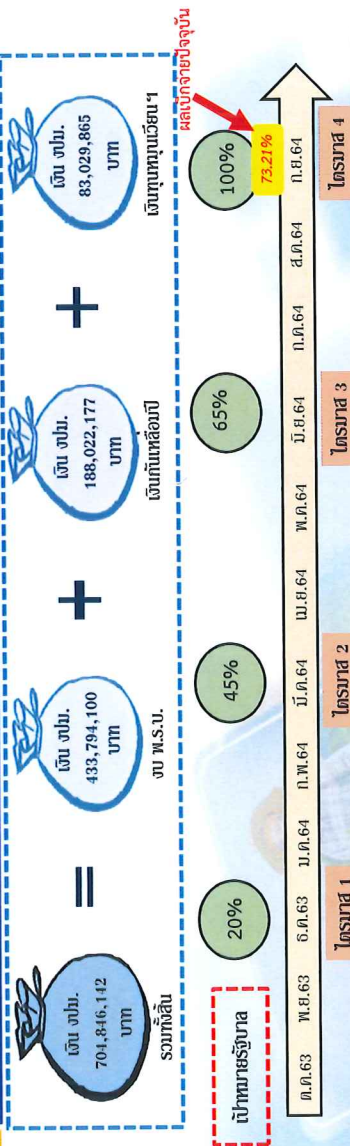 เงิน งปม.
704,846,142
บาท
รวมทั้งสิ้น
=
เงิน งปม.
433,794,100
บาท
งบ พ.ร.บ.
+
เงิน งปม.
188,022,177
บาท
เงินกันเหลื่อมปี
+
เงิน งปม.
83,029,865
บาท
เงินทุนหมุนเวียนฯ
เป้าหมายรัฐบาล
20%
45%
65%
100%
ผลเบิกจ่ายปัจจุบัน
73.21%
ต.ค.63 พ.ย.63 ธ.ค.63 ม.ค.64 ก.พ.64 มี.ค.64 เม.ย.64 พ.ค.64 มิ.ย.64 ก.ค.64 ส.ค.64 ก.ย.64
ไตรมาส 1 ไตรมาส 2 ไตรมาส 3 ไตรมาส 4